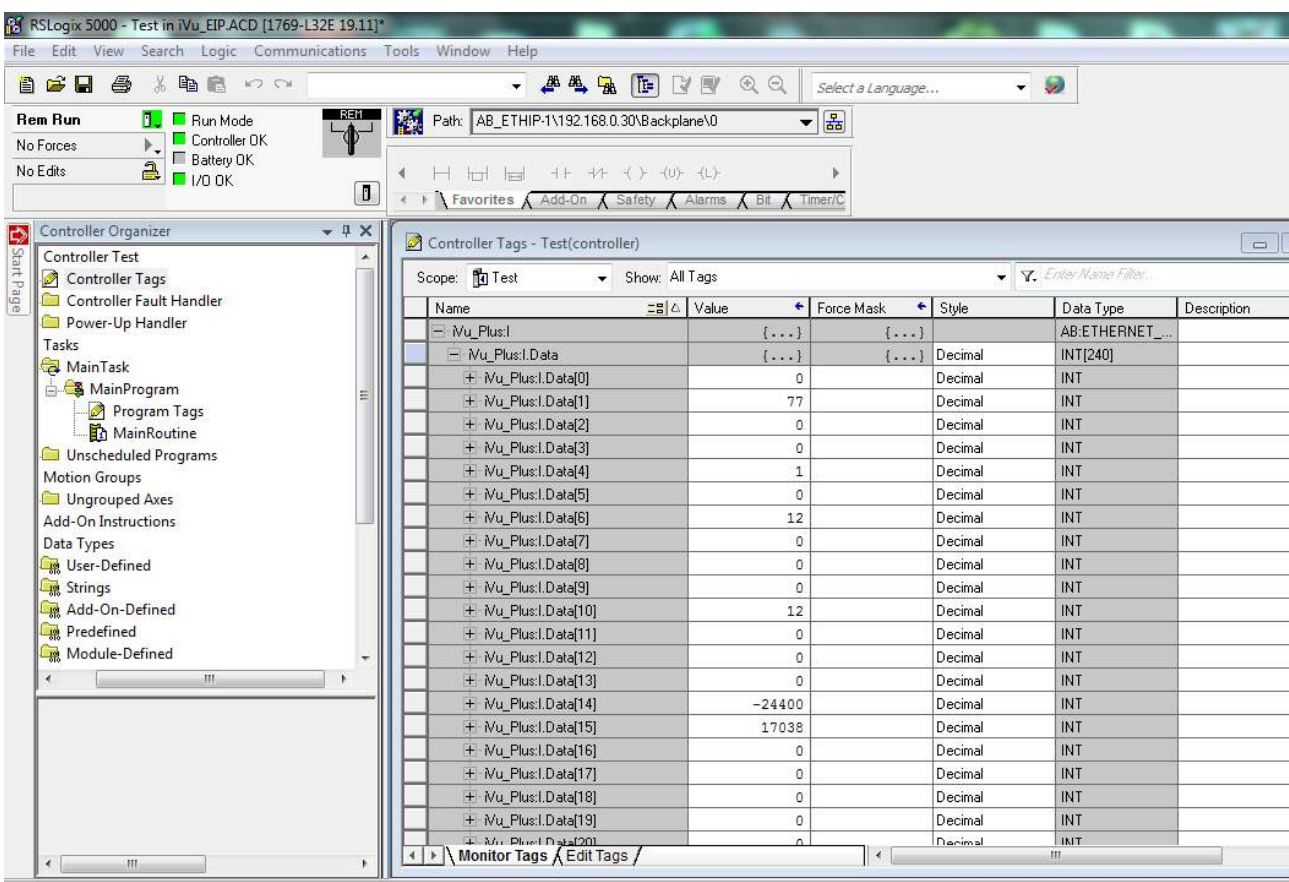 RSLogix 5000 - Test in iVu_EIP.ACD [1769-L32E 19.11]*
File Edit View Search Logic Communications Tools Window Help
Select a Language...
Rem Run
No Forces
No Edits
Run Mode
Controller OK
Battery OK
I/O OK
REM
Path: AB_ETHIP-1\192.168.0.30\Backplane\0
Favorites Add-On Safety Alarms Bit Timer/C
Start Page
Controller Organizer
Controller Test
Controller Tags
Controller Fault Handler
Power-Up Handler
Tasks
MainTask
MainProgram
Program Tags
MainRoutine
Unscheduled Programs
Motion Groups
Ungrouped Axes
Add-On Instructions
Data Types
User-Defined
Strings
Add-On-Defined
Predefined
Module-Defined
Controller Tags - Test(controller)
Scope: Test Show: All Tags Enter Name Filter...
Name Value Force Mask Style Data Type Description
iVu_Plus:I {...} {...} AB:ETHERNET_...
iVu_Plus:I.Data {...} {...} Decimal INT[240]
iVu_Plus:I.Data[0] 0 Decimal INT
iVu_Plus:I.Data[1] 77 Decimal INT
iVu_Plus:I.Data[2] 0 Decimal INT
iVu_Plus:I.Data[3] 0 Decimal INT
iVu_Plus:I.Data[4] 1 Decimal INT
iVu_Plus:I.Data[5] 0 Decimal INT
iVu_Plus:I.Data[6] 12 Decimal INT
iVu_Plus:I.Data[7] 0 Decimal INT
iVu_Plus:I.Data[8] 0 Decimal INT
iVu_Plus:I.Data[9] 0 Decimal INT
iVu_Plus:I.Data[10] 12 Decimal INT
iVu_Plus:I.Data[11] 0 Decimal INT
iVu_Plus:I.Data[12] 0 Decimal INT
iVu_Plus:I.Data[13] 0 Decimal INT
iVu_Plus:I.Data[14] -24400 Decimal INT
iVu_Plus:I.Data[15] 17038 Decimal INT
iVu_Plus:I.Data[16] 0 Decimal INT
iVu_Plus:I.Data[17] 0 Decimal INT
iVu_Plus:I.Data[18] 0 Decimal INT
iVu_Plus:I.Data[19] 0 Decimal INT
iVu_Plus:I.Data[20] 0 Decimal INT
Monitor Tags Edit Tags